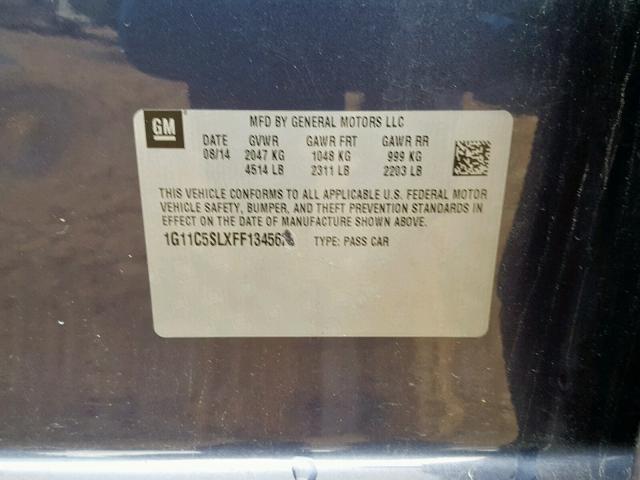 GM
MFD BY GENERAL MOTORS LLC
DATE GVWR GAWR FRT GAWR RR
08/14 2047 KG 1048 KG 999 KG
4514 LB 2311 LB 2203 LB
THIS VEHICLE CONFORMS TO ALL APPLICABLE U.S. FEDERAL MOTOR
VEHICLE SAFETY, BUMPER, AND THEFT PREVENTION STANDARDS IN
EFFECT ON THE DATE OF MANUFACTURE SHOWN ABOVE.
TYPE: PASS CAR